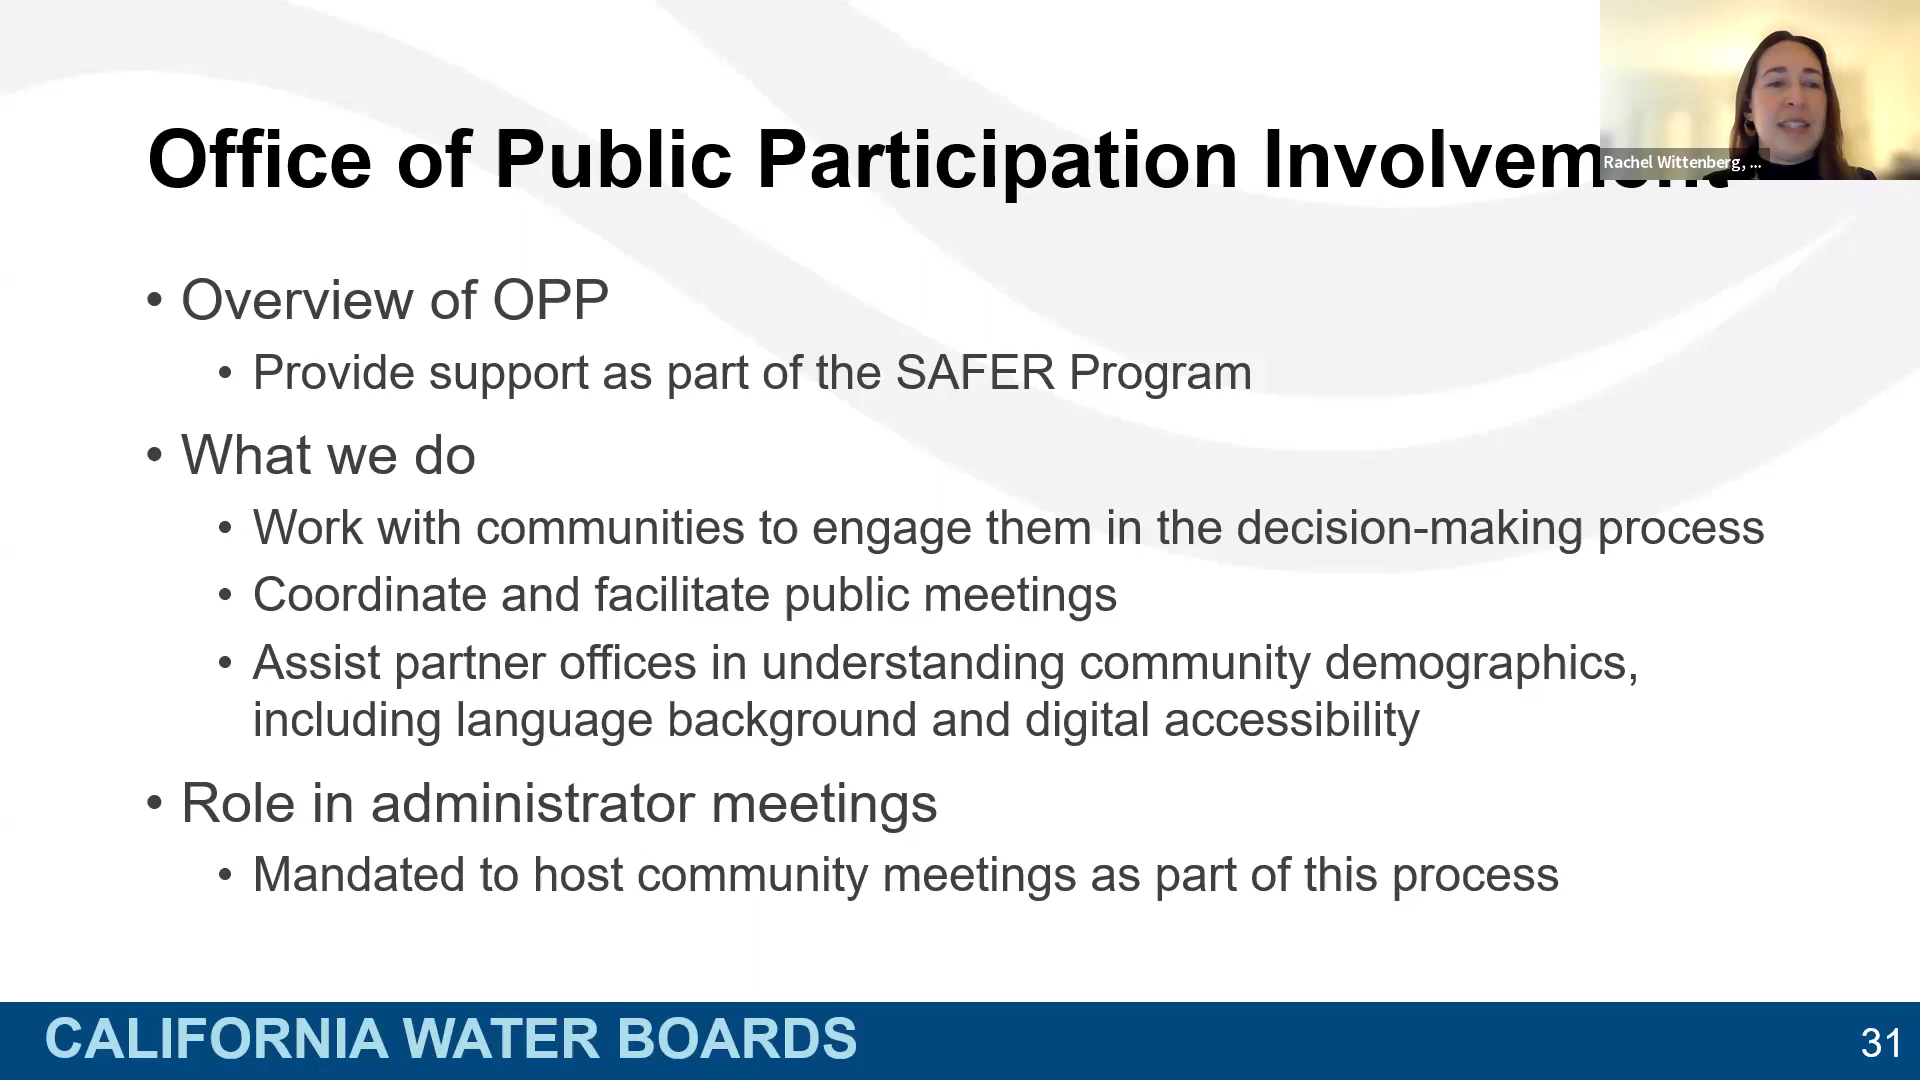 Office of Public Participation Involvement
Rachel Wittenberg, ...
• Overview of OPP
• Provide support as part of the SAFER Program
• What we do
• Work with communities to engage them in the decision-making process
• Coordinate and facilitate public meetings
• Assist partner offices in understanding community demographics,
including language background and digital accessibility
• Role in administrator meetings
• Mandated to host community meetings as part of this process
CALIFORNIA WATER BOARDS
31